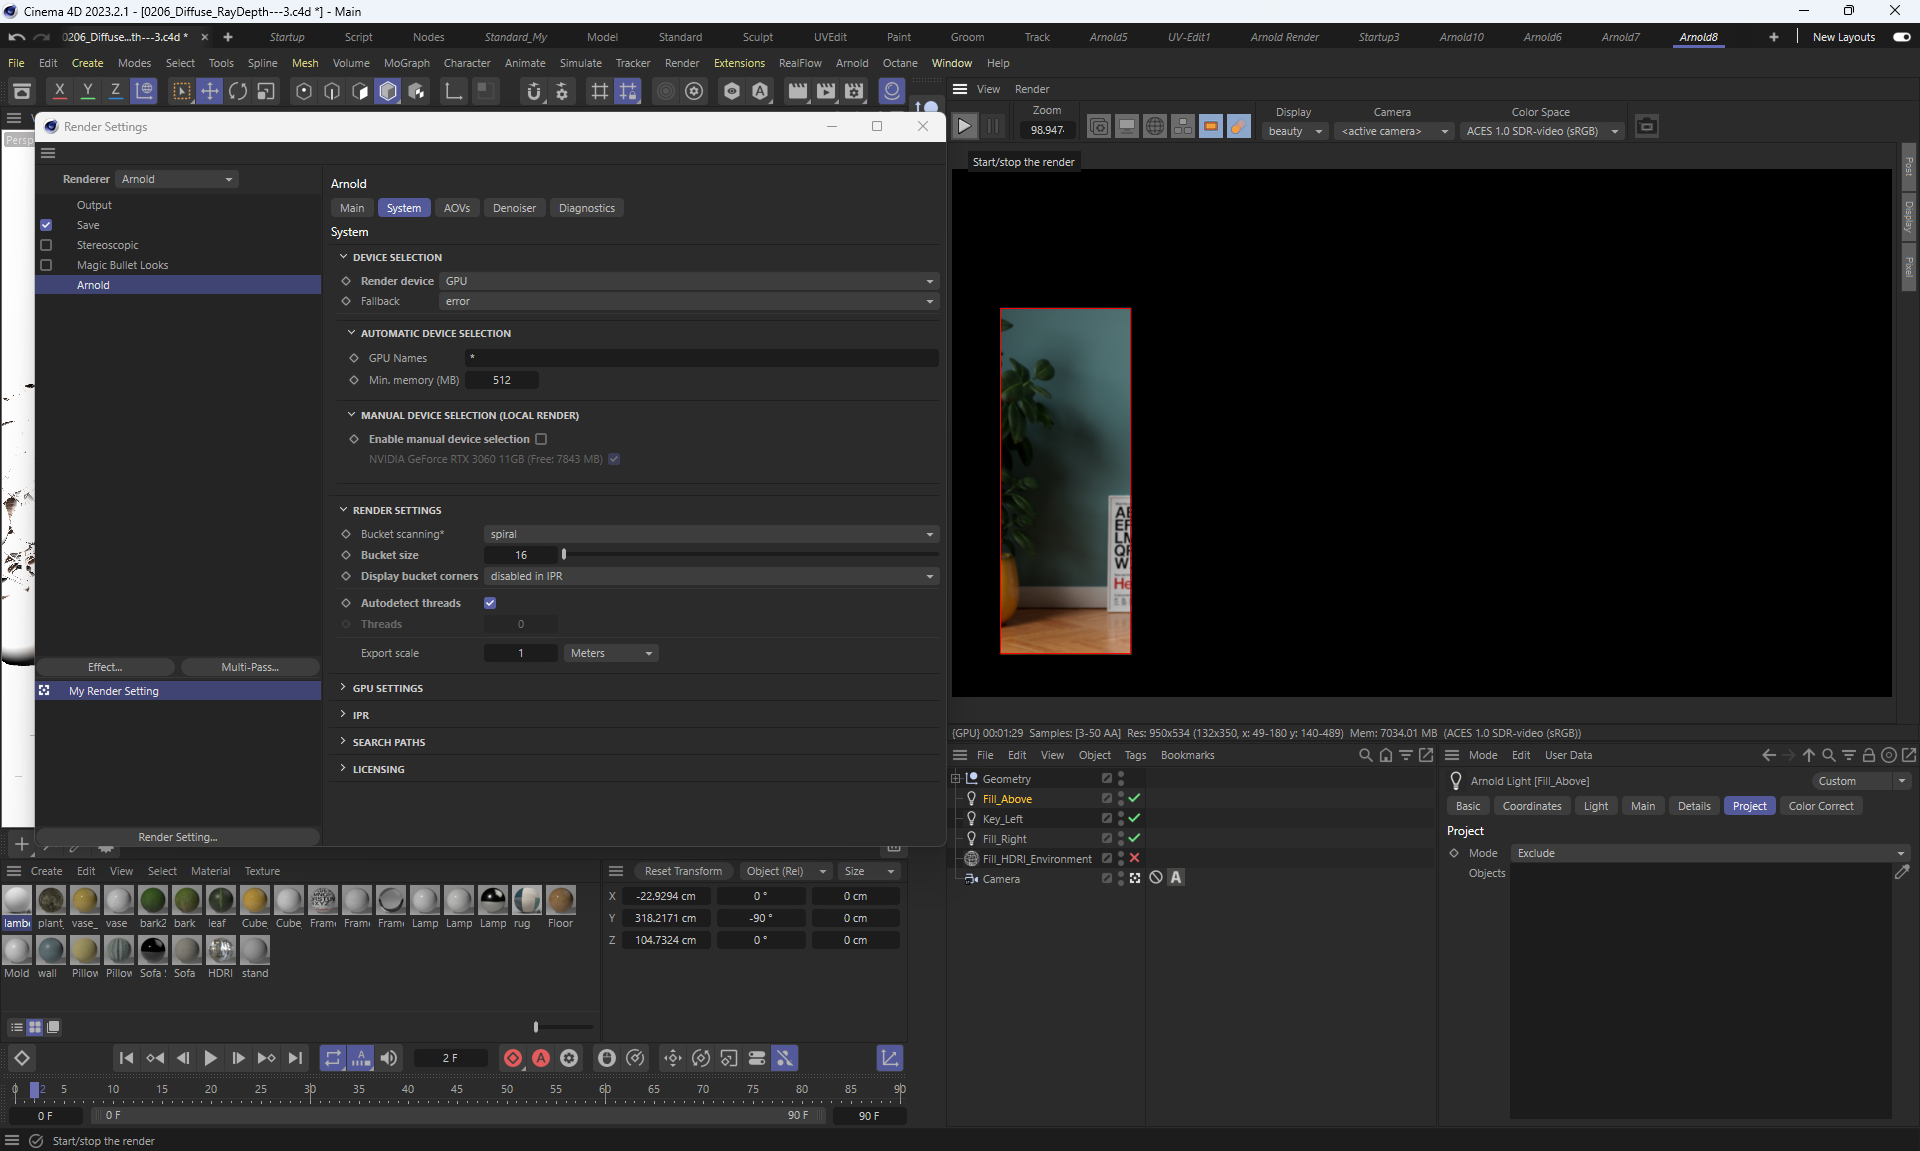 Cinema 4D 2023.2.1 - [0206_Diffuse_RayDepth---3.c4d *] - Main
0206_Diffuse...th---3.c4d *
Startup
Script
Nodes
Standard_My
Model
Standard
Sculpt
UVEdit
Paint
Groom
Track
Arnold5
UV-Edit1
Arnold Render
Startup3
Arnold10
Arnold6
Arnold7
Arnold8
New Layouts
File Edit Create Modes Select Tools Spline Mesh Volume MoGraph Character Animate Simulate Tracker Render Extensions RealFlow Arnold Octane Window Help
X Y Z
View Render
Zoom
98.947
Display
beauty
Camera
<active camera>
Color Space
ACES 1.0 SDR-video (sRGB)
Start/stop the render
Post
Display
Pixel
Persp
Render Settings
Renderer Arnold
Output
Save
Stereoscopic
Magic Bullet Looks
Arnold
Effect...
Multi-Pass...
My Render Setting
Render Setting...
Arnold
Main System AOVs Denoiser Diagnostics
System
DEVICE SELECTION
Render device GPU
Fallback error
AUTOMATIC DEVICE SELECTION
GPU Names *
Min. memory (MB) 512
MANUAL DEVICE SELECTION (LOCAL RENDER)
Enable manual device selection
NVIDIA GeForce RTX 3060 11GB (Free: 7843 MB)
RENDER SETTINGS
Bucket scanning* spiral
Bucket size 16
Display bucket corners disabled in IPR
Autodetect threads
Threads 0
Export scale 1 Meters
GPU SETTINGS
IPR
SEARCH PATHS
LICENSING
He
{GPU} 00:01:29 Samples: [3-50 AA] Res: 950x534 (132x350, x: 49-180 y: 140-489) Mem: 7034.01 MB (ACES 1.0 SDR-video (sRGB))
File Edit View Object Tags Bookmarks
Geometry
Fill_Above
Key_Left
Fill_Right
Fill_HDRI_Environment
Camera
A
Mode Edit User Data
Arnold Light [Fill_Above]
Custom
Basic Coordinates Light Main Details Project Color Correct
Project
Mode Exclude
Objects
Create Edit View Select Material Texture
lambe plant_ vase_ vase bark2 bark leaf Cube_ Cube_ Frame Frame Frame Lamp Lamp Lamp rug Floor
Mold wall Pillow Pillow Sofa Sofa HDRI stand
Reset Transform Object (Rel) Size
X -22.9294 cm 0 ° 0 cm
Y 318.2171 cm -90 ° 0 cm
Z 104.7324 cm 0 ° 0 cm
2 F
0 2 5 10 15 20 25 30 35 40 45 50 55 60 65 70 75 80 85 90
0 F 0 F 90 F 90 F
Start/stop the render